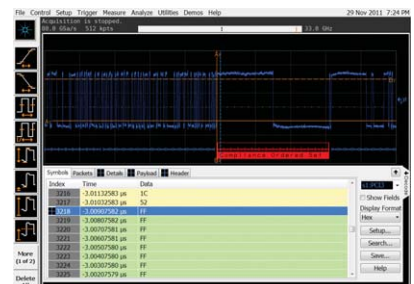 File Control Setup Trigger Measure Analyze Utilities Demos Help
29 Nov 2011 7:24 PM
Acquisition is stopped.
80.0 GSa/s 512 kpts
33.0 GHz
Compliance Ordered Set
Symbols Packets Details Payload Header
Index Time Data
3216 -3.01132583 µs 1C
3217 -3.01032583 µs 52
3218 -3.00907582 µs FF
3219 -3.00807582 µs FF
3220 -3.00707581 µs FF
3221 -3.00607581 µs FF
3222 -3.00507580 µs FF
3223 -3.00407580 µs FF
3224 -3.00307580 µs FF
3225 -3.00207579 µs FF
Show Fields
Display Format
Hex
Setup...
Search...
Save...
Help
More
(1 of 2)
Delete